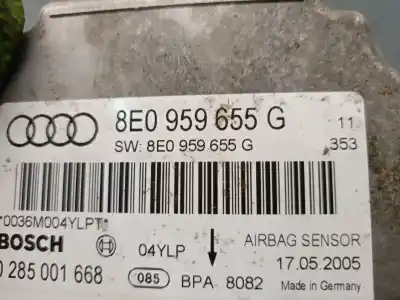 8E0 959 655 G 11
SW: 8E0 959 655 G 353
*0036M004YLPT*
BOSCH 04YLP AIRBAG SENSOR
0 285 001 668 085 BPA 8082 17.05.2005
Made in Germany